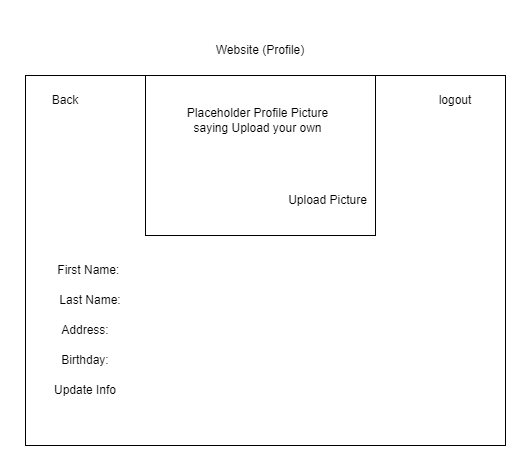 Website (Profile)
Back
Placeholder Profile Picture
saying Upload your own
logout
Upload Picture
First Name:
Last Name:
Address:
Birthday:
Update Info